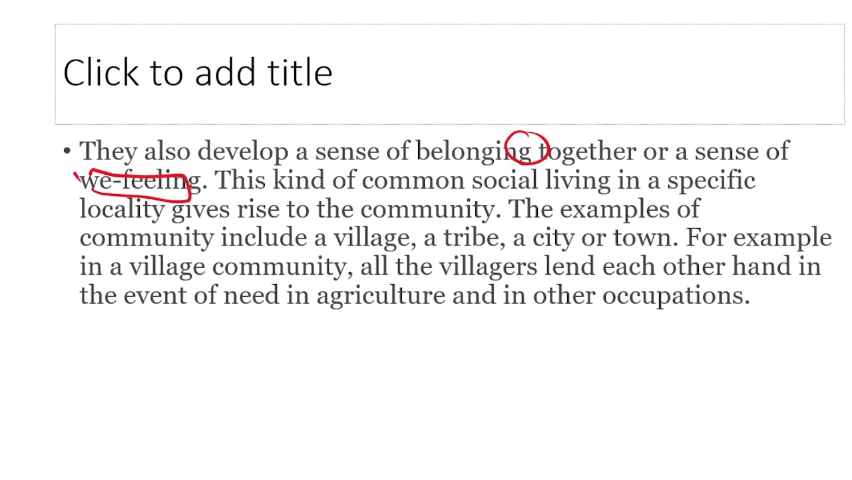 Click to add title
• They also develop a sense of belonging together or a sense of
we-feeling. This kind of common social living in a specific
locality gives rise to the community. The examples of
community include a village, a tribe, a city or town. For example
in a village community, all the villagers lend each other hand in
the event of need in agriculture and in other occupations.